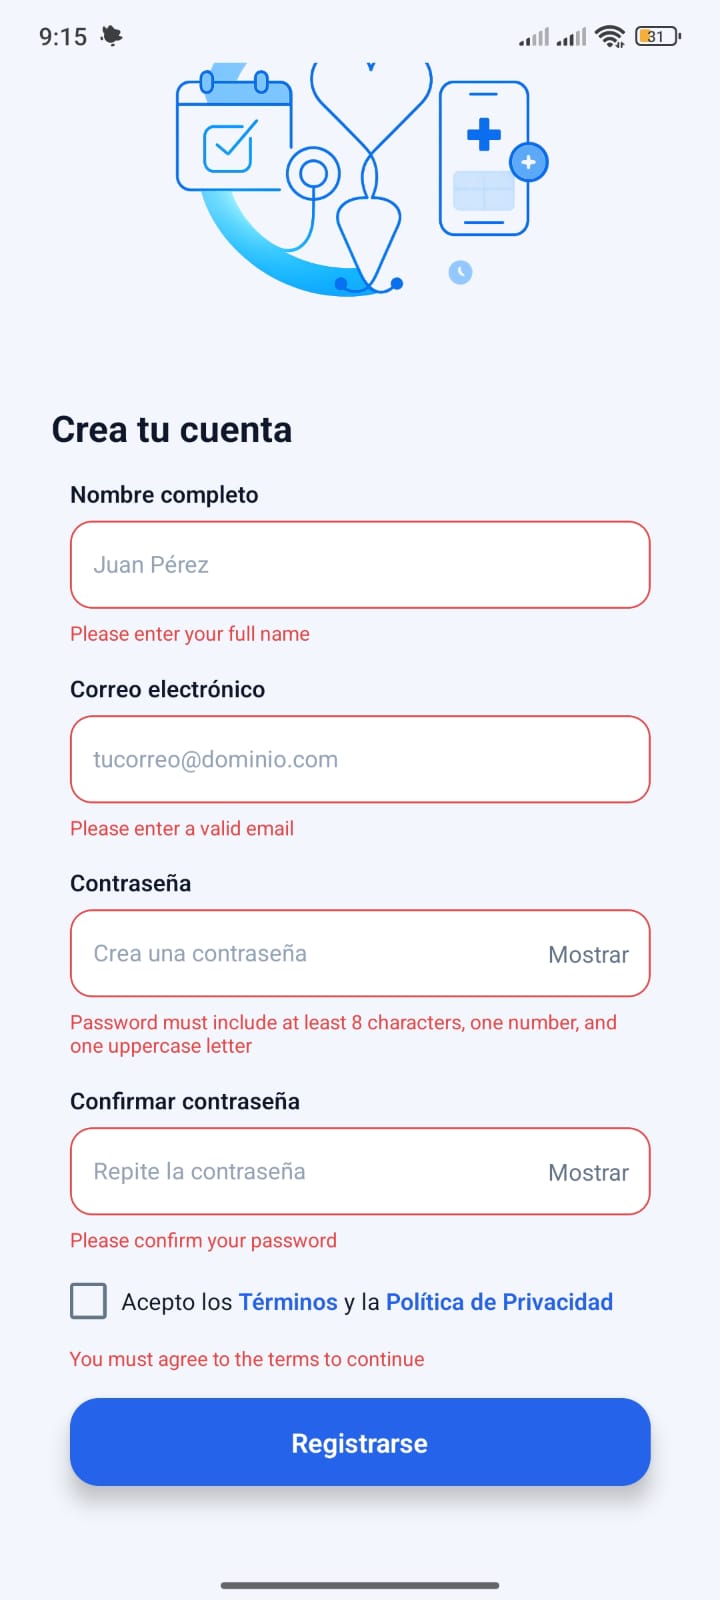 9:15
31
Crea tu cuenta
Nombre completo
Juan Pérez
Please enter your full name
Correo electrónico
tucorreo@dominio.com
Please enter a valid email
Contraseña
Crea una contraseña Mostrar
Password must include at least 8 characters, one number, and
one uppercase letter
Confirmar contraseña
Repite la contraseña Mostrar
Please confirm your password
Acepto los Términos y la Política de Privacidad
You must agree to the terms to continue
Registrarse